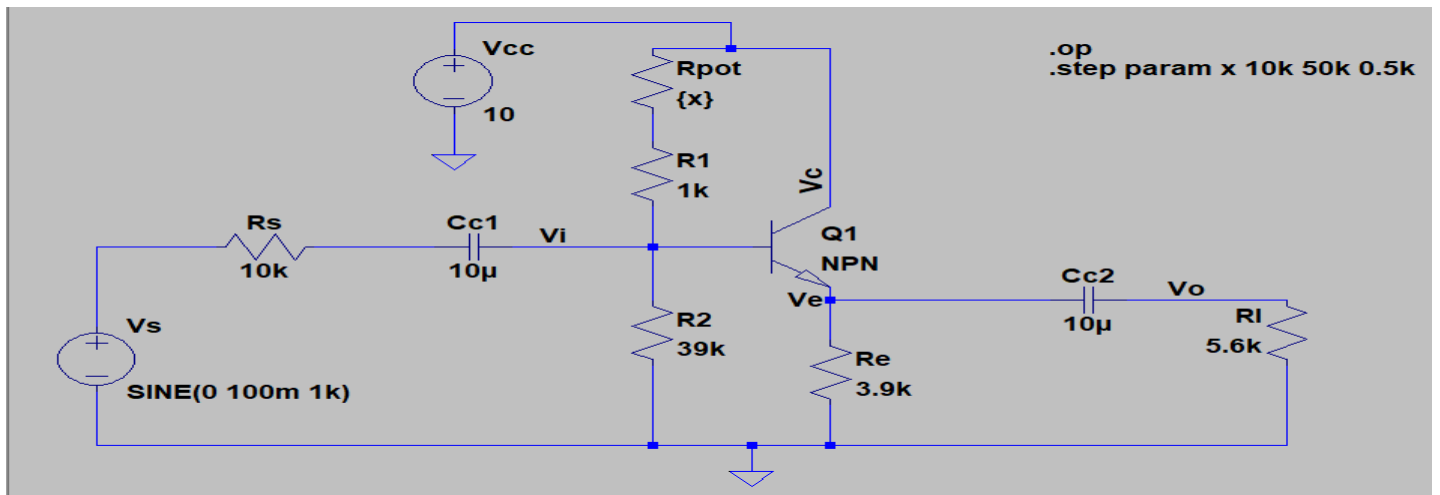 Vcc
10
Rpot
{x}
.op
.step param x 10k 50k 0.5k
R1
1k
Vc
Rs
10k
Cc1
10µ
Vi
Q1
NPN
Ve
Cc2
10µ
Vo
Rl
5.6k
R2
39k
Re
3.9k
Vs
SINE(0 100m 1k)